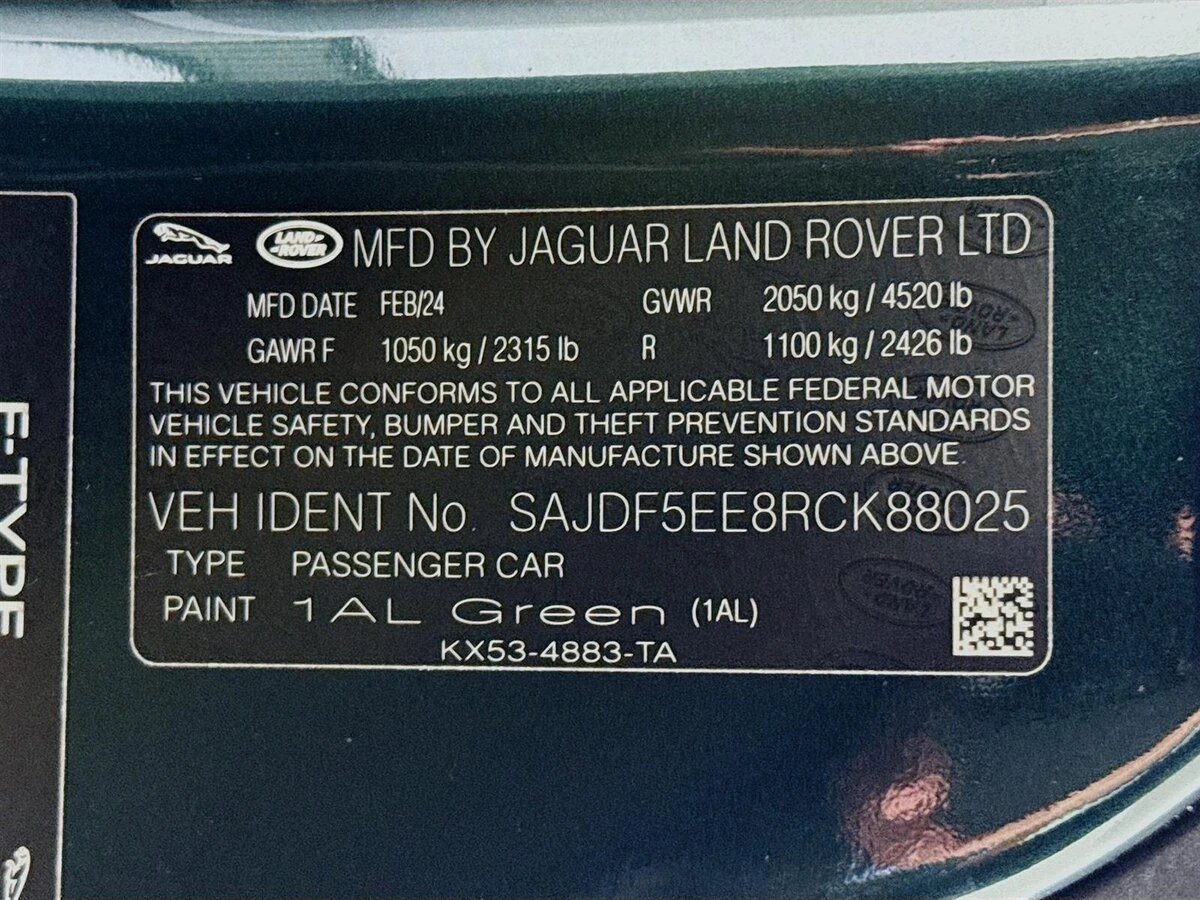 JAGUAR LAND ROVER MFD BY JAGUAR LAND ROVER LTD
MFD DATE FEB/24 GVWR 2050 kg / 4520 lb
GAWR F 1050 kg / 2315 lb R 1100 kg / 2426 lb
THIS VEHICLE CONFORMS TO ALL APPLICABLE FEDERAL MOTOR
VEHICLE SAFETY, BUMPER AND THEFT PREVENTION STANDARDS
IN EFFECT ON THE DATE OF MANUFACTURE SHOWN ABOVE.
VEH IDENT No. SAJDF5EE8RCK88025
TYPE PASSENGER CAR
PAINT 1AL Green (1AL)
KX53-4883-TA
F-TYPE